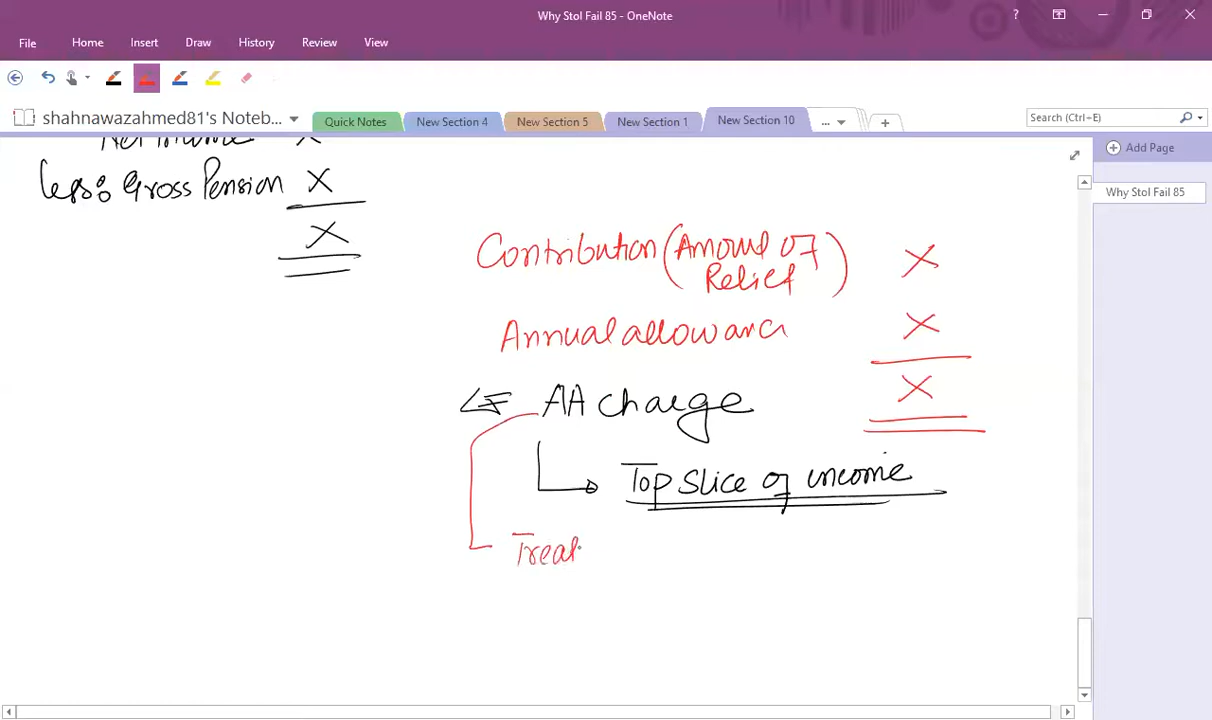 Why Stol Fail 85 - OneNote
?
File Home Insert Draw History Review View
shahnawazahmed81's Noteb... Quick Notes New Section 4 New Section 5 New Section 1 New Section 10 ... + Search (Ctrl+E)
Add Page
Why Stol Fail 85
Net income X
less: Gross Pension X
X
Contribution (Amount of Relief) X
Annual allowance X
X
AA charge
Top slice of income
Treat